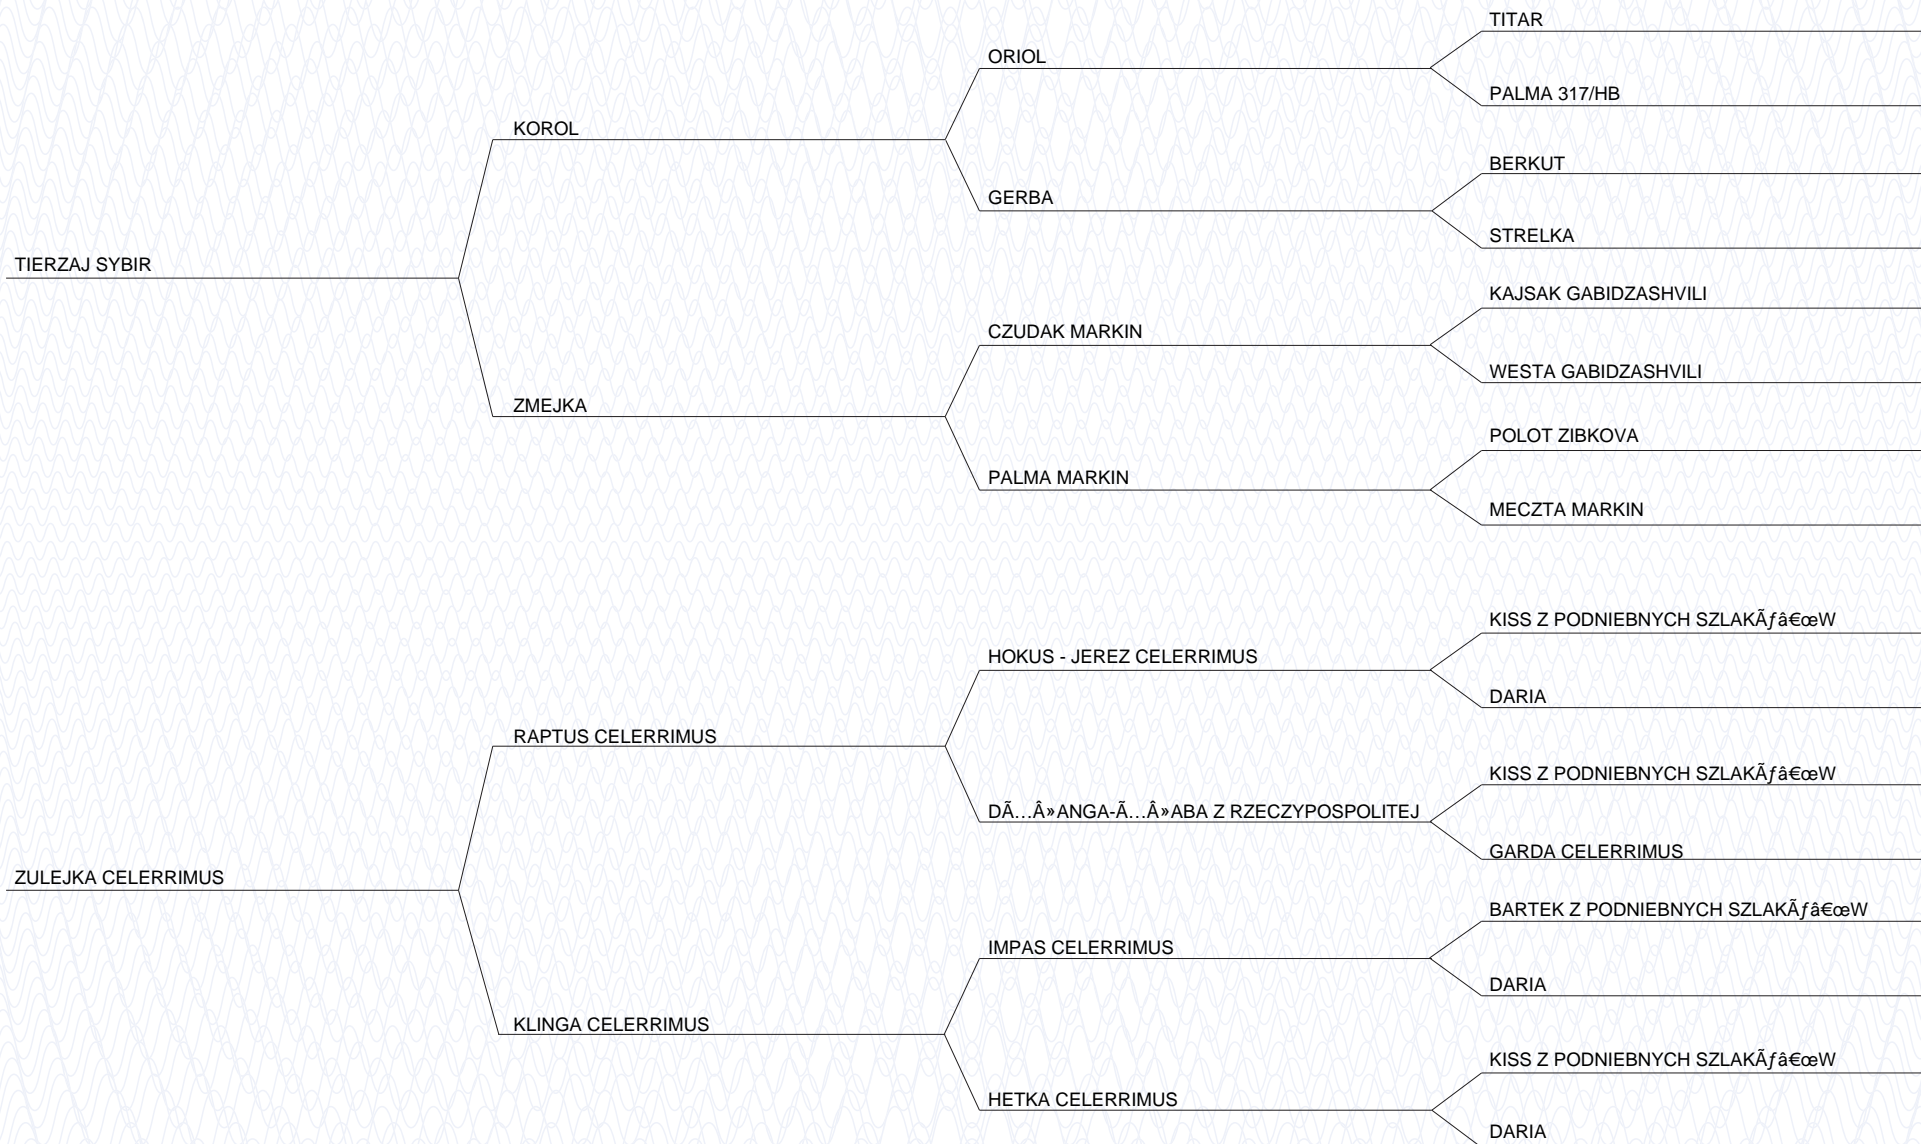 TITAR
ORIOL
PALMA 317/HB
KOROL
BERKUT
GERBA
STRELKA
TIERZAJ SYBIR
KAJSAK GABIDZASHVILI
CZUDAK MARKIN
WESTA GABIDZASHVILI
ZMEJKA
POLOT ZIBKOVA
PALMA MARKIN
MECZTA MARKIN
KISS Z PODNIEBNYCH SZLAKÃƒâ€œW
HOKUS - JEREZ CELERRIMUS
DARIA
RAPTUS CELERRIMUS
KISS Z PODNIEBNYCH SZLAKÃƒâ€œW
DÃ…Â»ANGA-Ã…Â»ABA Z RZECZYPOSPOLITEJ
GARDA CELERRIMUS
ZULEJKA CELERRIMUS
BARTEK Z PODNIEBNYCH SZLAKÃƒâ€œW
IMPAS CELERRIMUS
DARIA
KLINGA CELERRIMUS
KISS Z PODNIEBNYCH SZLAKÃƒâ€œW
HETKA CELERRIMUS
DARIA